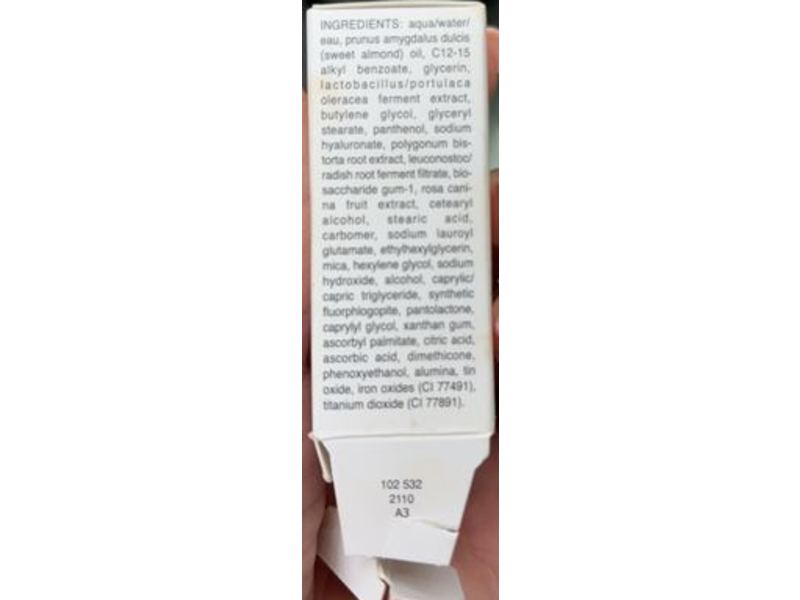 INGREDIENTS: aqua/water/
eau, prunus amygdalus dulcis
(sweet almond) oil, C12-15
alkyl benzoate, glycerin,
lactobacillus/portulaca
oleracea ferment extract,
butylene glycol, glyceryl
stearate, panthenol, sodium
hyaluronate, polygonum bis-
torta root extract, leuconostoc/
radish root ferment filtrate, bio-
saccharide gum-1, rosa cani-
na fruit extract, cetearyl
alcohol, stearic acid,
carbomer, sodium lauroyl
glutamate, ethylhexylglycerin,
mica, hexylene glycol, sodium
hydroxide, alcohol, caprylic/
capric triglyceride, synthetic
fluorphlogopite, pantolactone,
caprylyl glycol, xanthan gum,
ascorbyl palmitate, citric acid,
ascorbic acid, dimethicone,
phenoxyethanol, alumina, tin
oxide, iron oxides (CI 77491),
titanium dioxide (CI 77891).
102 532
2110
A3